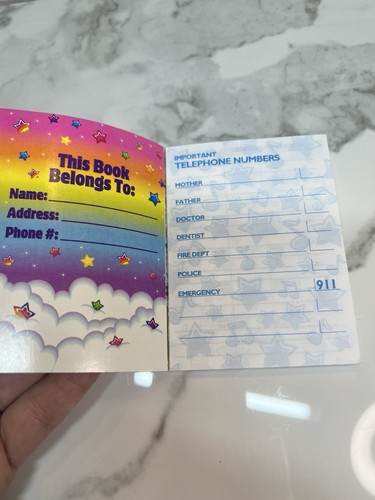 This Book
Belongs To:
Name:
Address:
Phone #:
IMPORTANT
TELEPHONE NUMBERS
MOTHER
FATHER
DOCTOR
DENTIST
FIRE DEPT
POLICE
EMERGENCY 911